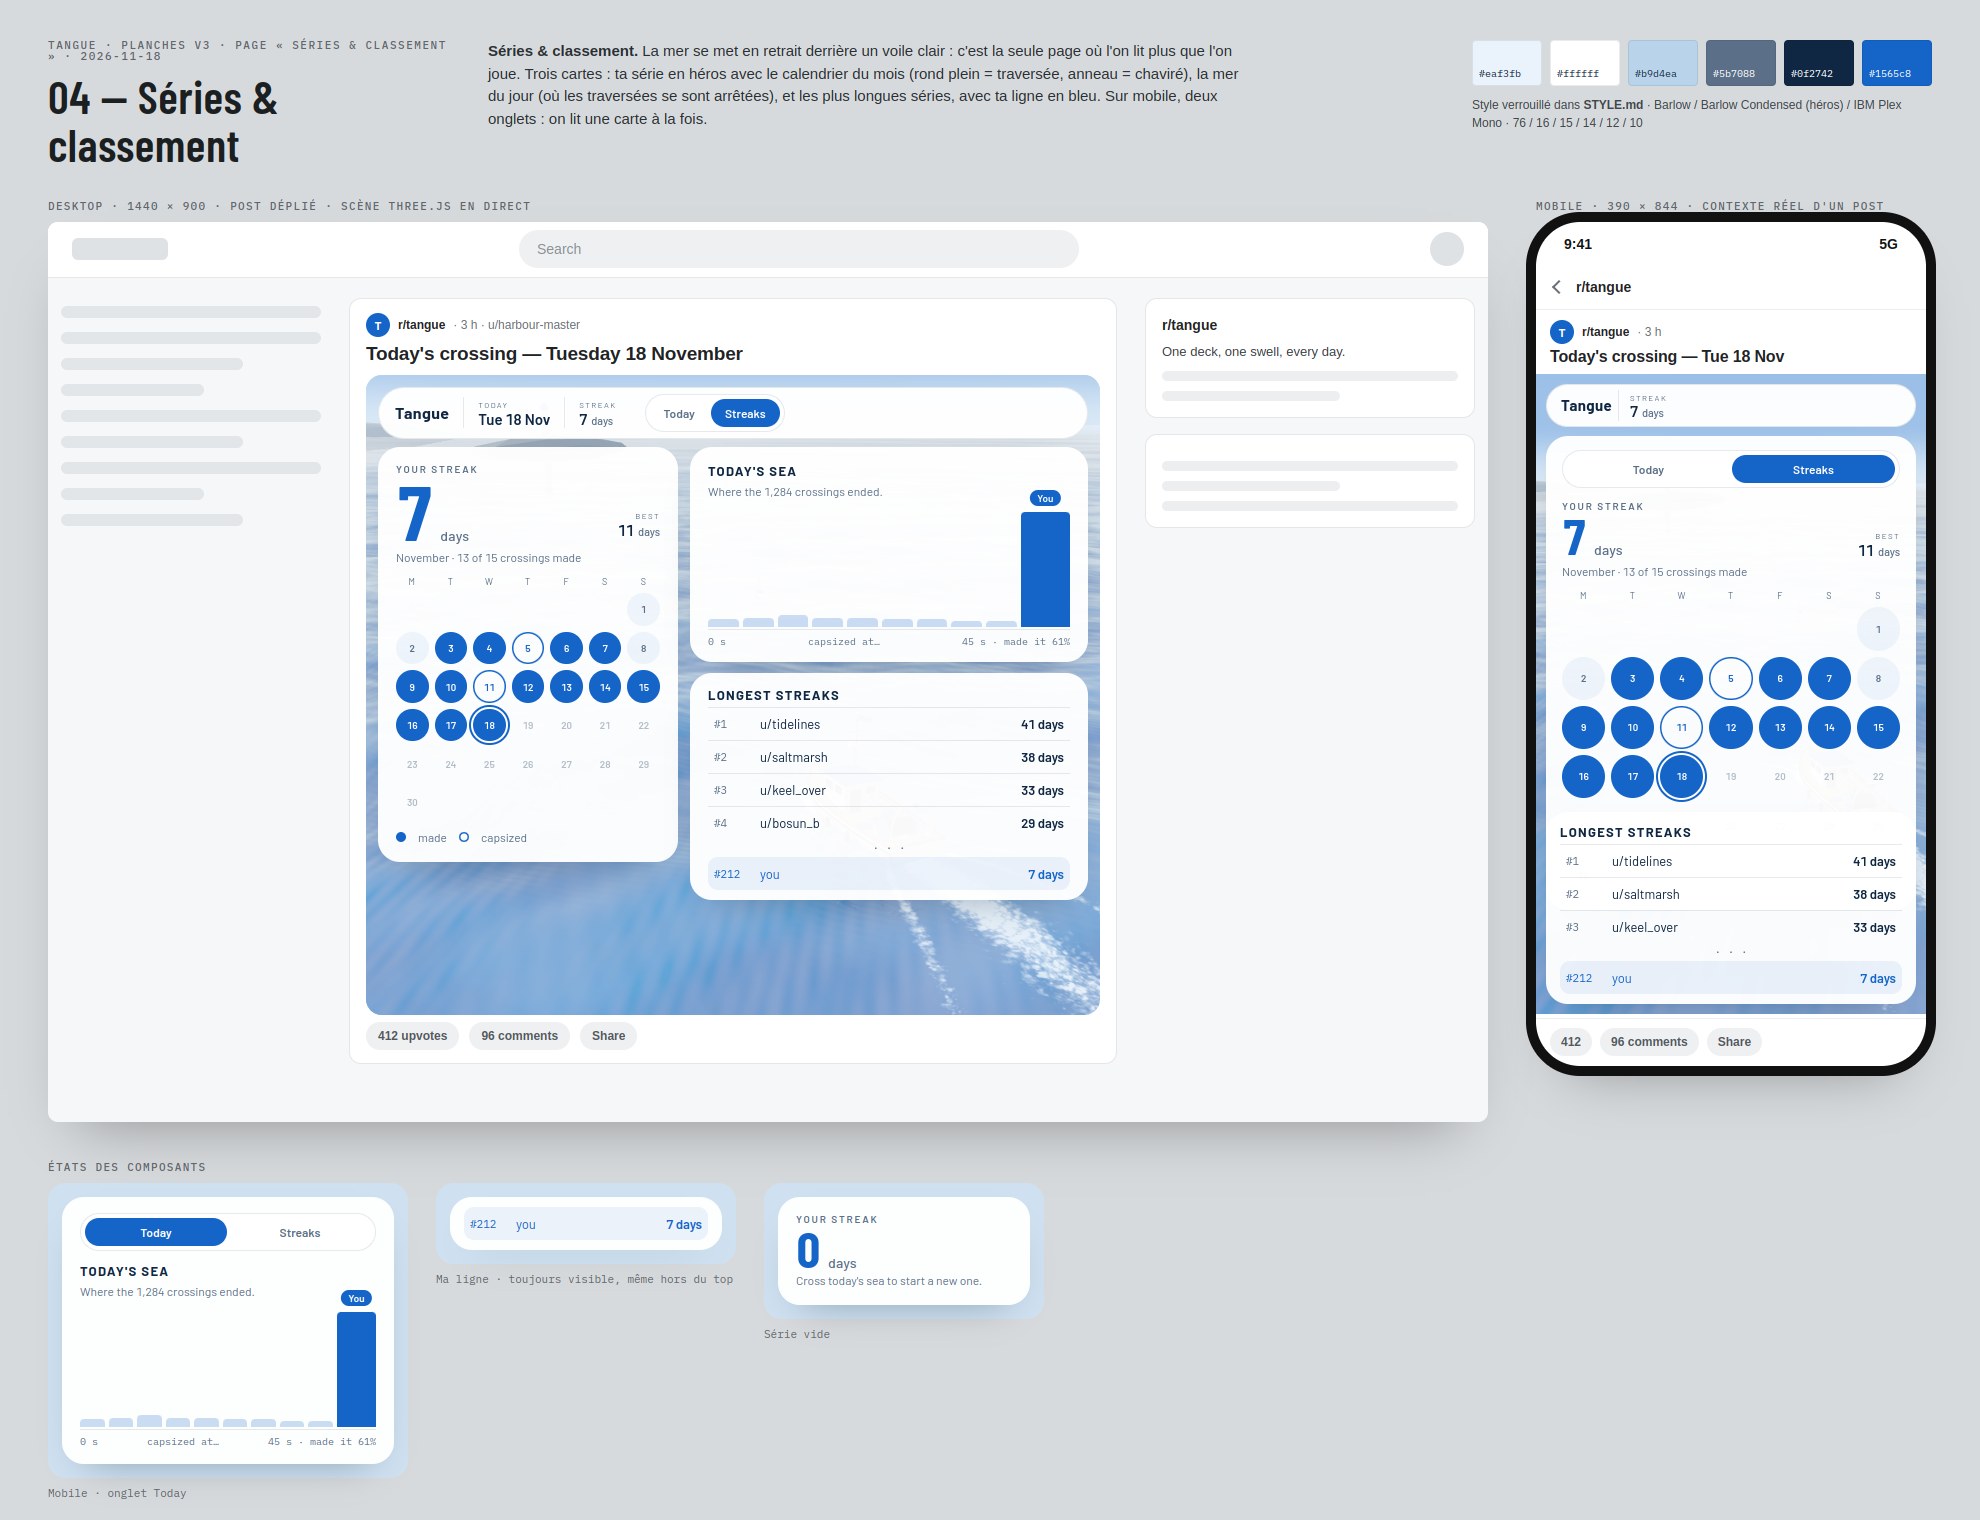 TANGUE · PLANCHES V3 · PAGE « SÉRIES & CLASSEMENT
» · 2026-11-18
04 — Séries &
classement
Séries & classement. La mer se met en retrait derrière un voile clair : c'est la seule page où l'on lit plus que l'on
joue. Trois cartes : ta série en héros avec le calendrier du mois (rond plein = traversée, anneau = chaviré), la mer
du jour (où les traversées se sont arrêtées), et les plus longues séries, avec ta ligne en bleu. Sur mobile, deux
onglets : on lit une carte à la fois.
#eaf3fb #ffffff #b9d4ea #5b7088 #0f2742 #1565c8
Style verrouillé dans STYLE.md · Barlow / Barlow Condensed (héros) / IBM Plex
Mono · 76 / 16 / 15 / 14 / 12 / 10
DESKTOP · 1440 × 900 · POST DÉPLIÉ · SCÈNE THREE.JS EN DIRECT
Search
T r/tangue · 3 h · u/harbour-master
Today's crossing — Tuesday 18 November
Tangue
TODAY
Tue 18 Nov
STREAK
7 days
Today Streaks
YOUR STREAK
7 days
BEST
11 days
November · 13 of 15 crossings made
M T W T F S S
1
2 3 4 5 6 7 8
9 10 11 12 13 14 15
16 17 18 19 20 21 22
23 24 25 26 27 28 29
30
made capsized
TODAY'S SEA
Where the 1,284 crossings ended.
You
0 s capsized at… 45 s · made it 61%
LONGEST STREAKS
#1 u/tidelines 41 days
#2 u/saltmarsh 38 days
#3 u/keel_over 33 days
#4 u/bosun_b 29 days
· · ·
#212 you 7 days
412 upvotes 96 comments Share
r/tangue
One deck, one swell, every day.
MOBILE · 390 × 844 · CONTEXTE RÉEL D'UN POST
9:41 5G
r/tangue
T r/tangue · 3 h
Today's crossing — Tue 18 Nov
Tangue
STREAK
7 days
Today Streaks
YOUR STREAK
7 days
BEST
11 days
November · 13 of 15 crossings made
M T W T F S S
1
2 3 4 5 6 7 8
9 10 11 12 13 14 15
16 17 18 19 20 21 22
LONGEST STREAKS
#1 u/tidelines 41 days
#2 u/saltmarsh 38 days
#3 u/keel_over 33 days
· · ·
#212 you 7 days
412 96 comments Share
ÉTATS DES COMPOSANTS
Today Streaks
TODAY'S SEA
Where the 1,284 crossings ended.
You
0 s capsized at… 45 s · made it 61%
Mobile · onglet Today
#212 you 7 days
Ma ligne · toujours visible, même hors du top
YOUR STREAK
0 days
Cross today's sea to start a new one.
Série vide